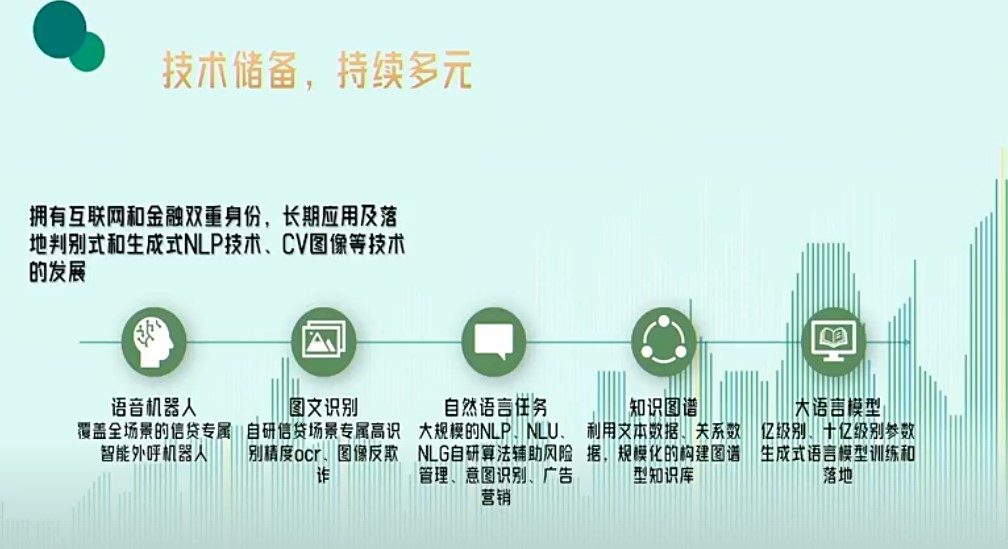 技术储备，持续多元
拥有互联网和金融双重身份，长期应用及落
地判别式和生成式NLP技术、CV图像等技术
的发展
语音机器人
覆盖全场景的信贷专属
智能外呼机器人
图文识别
自研信贷场景专属高识
别精度ocr、图像反欺
诈
自然语言任务
大规模的NLP、NLU、
NLG自研算法辅助风险
管理、意图识别、广告
营销
知识图谱
利用文本数据、关系数
据，规模化的构建图谱
型知识库
大语言模型
亿级别、十亿级别参数
生成式语言模型训练和
落地